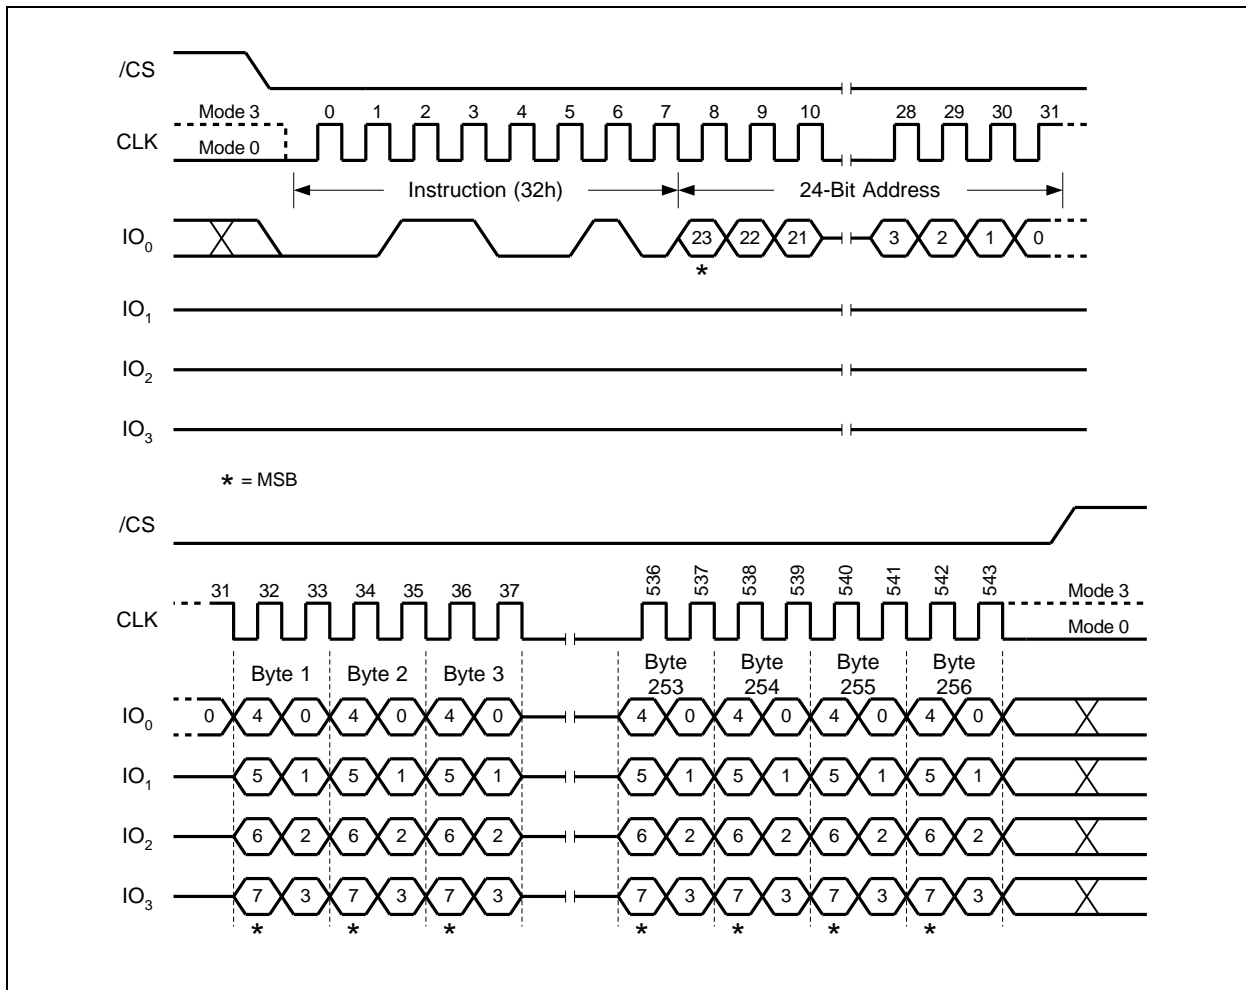 /CS
Mode 3 0 1 2 3 4 5 6 7 8 9 10 28 29 30 31
CLK
Mode 0
Instruction (32h) 24-Bit Address
IO0 23 22 21 3 2 1 0
*
IO1
IO2
IO3
* = MSB
/CS
31 32 33 34 35 36 37 536 537 538 539 540 541 542 543
Mode 3
CLK
Mode 0
Byte 1 Byte 2 Byte 3 Byte 253 Byte 254 Byte 255 Byte 256
IO0 0 4 0 4 0 4 0 4 0 4 0 4 0 4 0
IO1 5 1 5 1 5 1 5 1 5 1 5 1 5 1
IO2 6 2 6 2 6 2 6 2 6 2 6 2 6 2
IO3 7 3 7 3 7 3 7 3 7 3 7 3 7 3
* * * * * * *